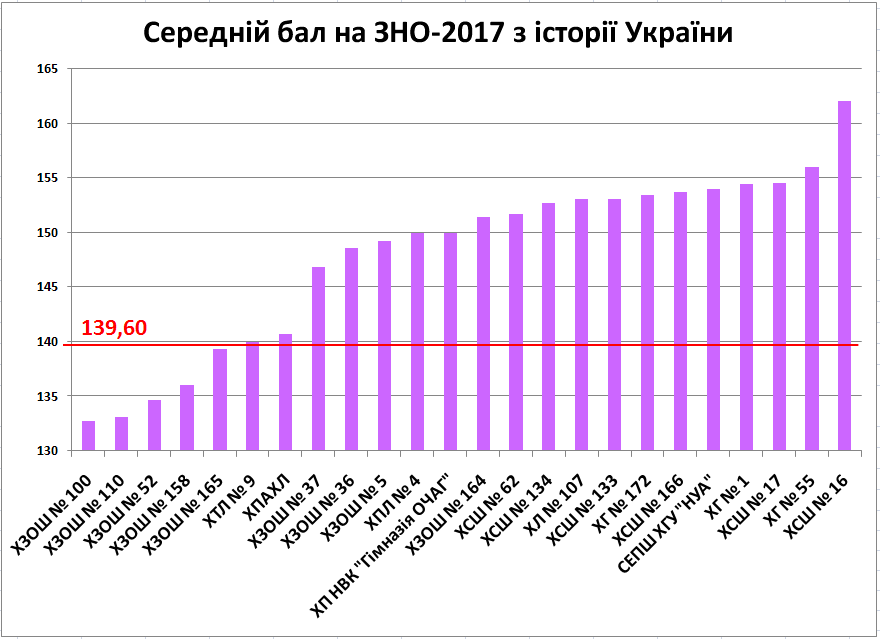 Середній бал на ЗНО-2017 з історії України
165
160
155
150
145
140
135
130
139,60
ХЗОШ № 100
ХЗОШ № 110
ХЗОШ № 52
ХЗОШ № 158
ХЗОШ № 165
ХТЛ № 9
ХПАХЛ
ХЗОШ № 37
ХЗОШ № 36
ХЗОШ № 5
ХПЛ № 4
ХП НВК "Гімназія ОЧАГ"
ХЗОШ № 164
ХСШ № 62
ХСШ № 134
ХЛ № 107
ХСШ № 133
ХГ № 172
ХСШ № 166
СЕПШ ХГУ "НУА"
ХГ № 1
ХСШ № 17
ХГ № 55
ХСШ № 16